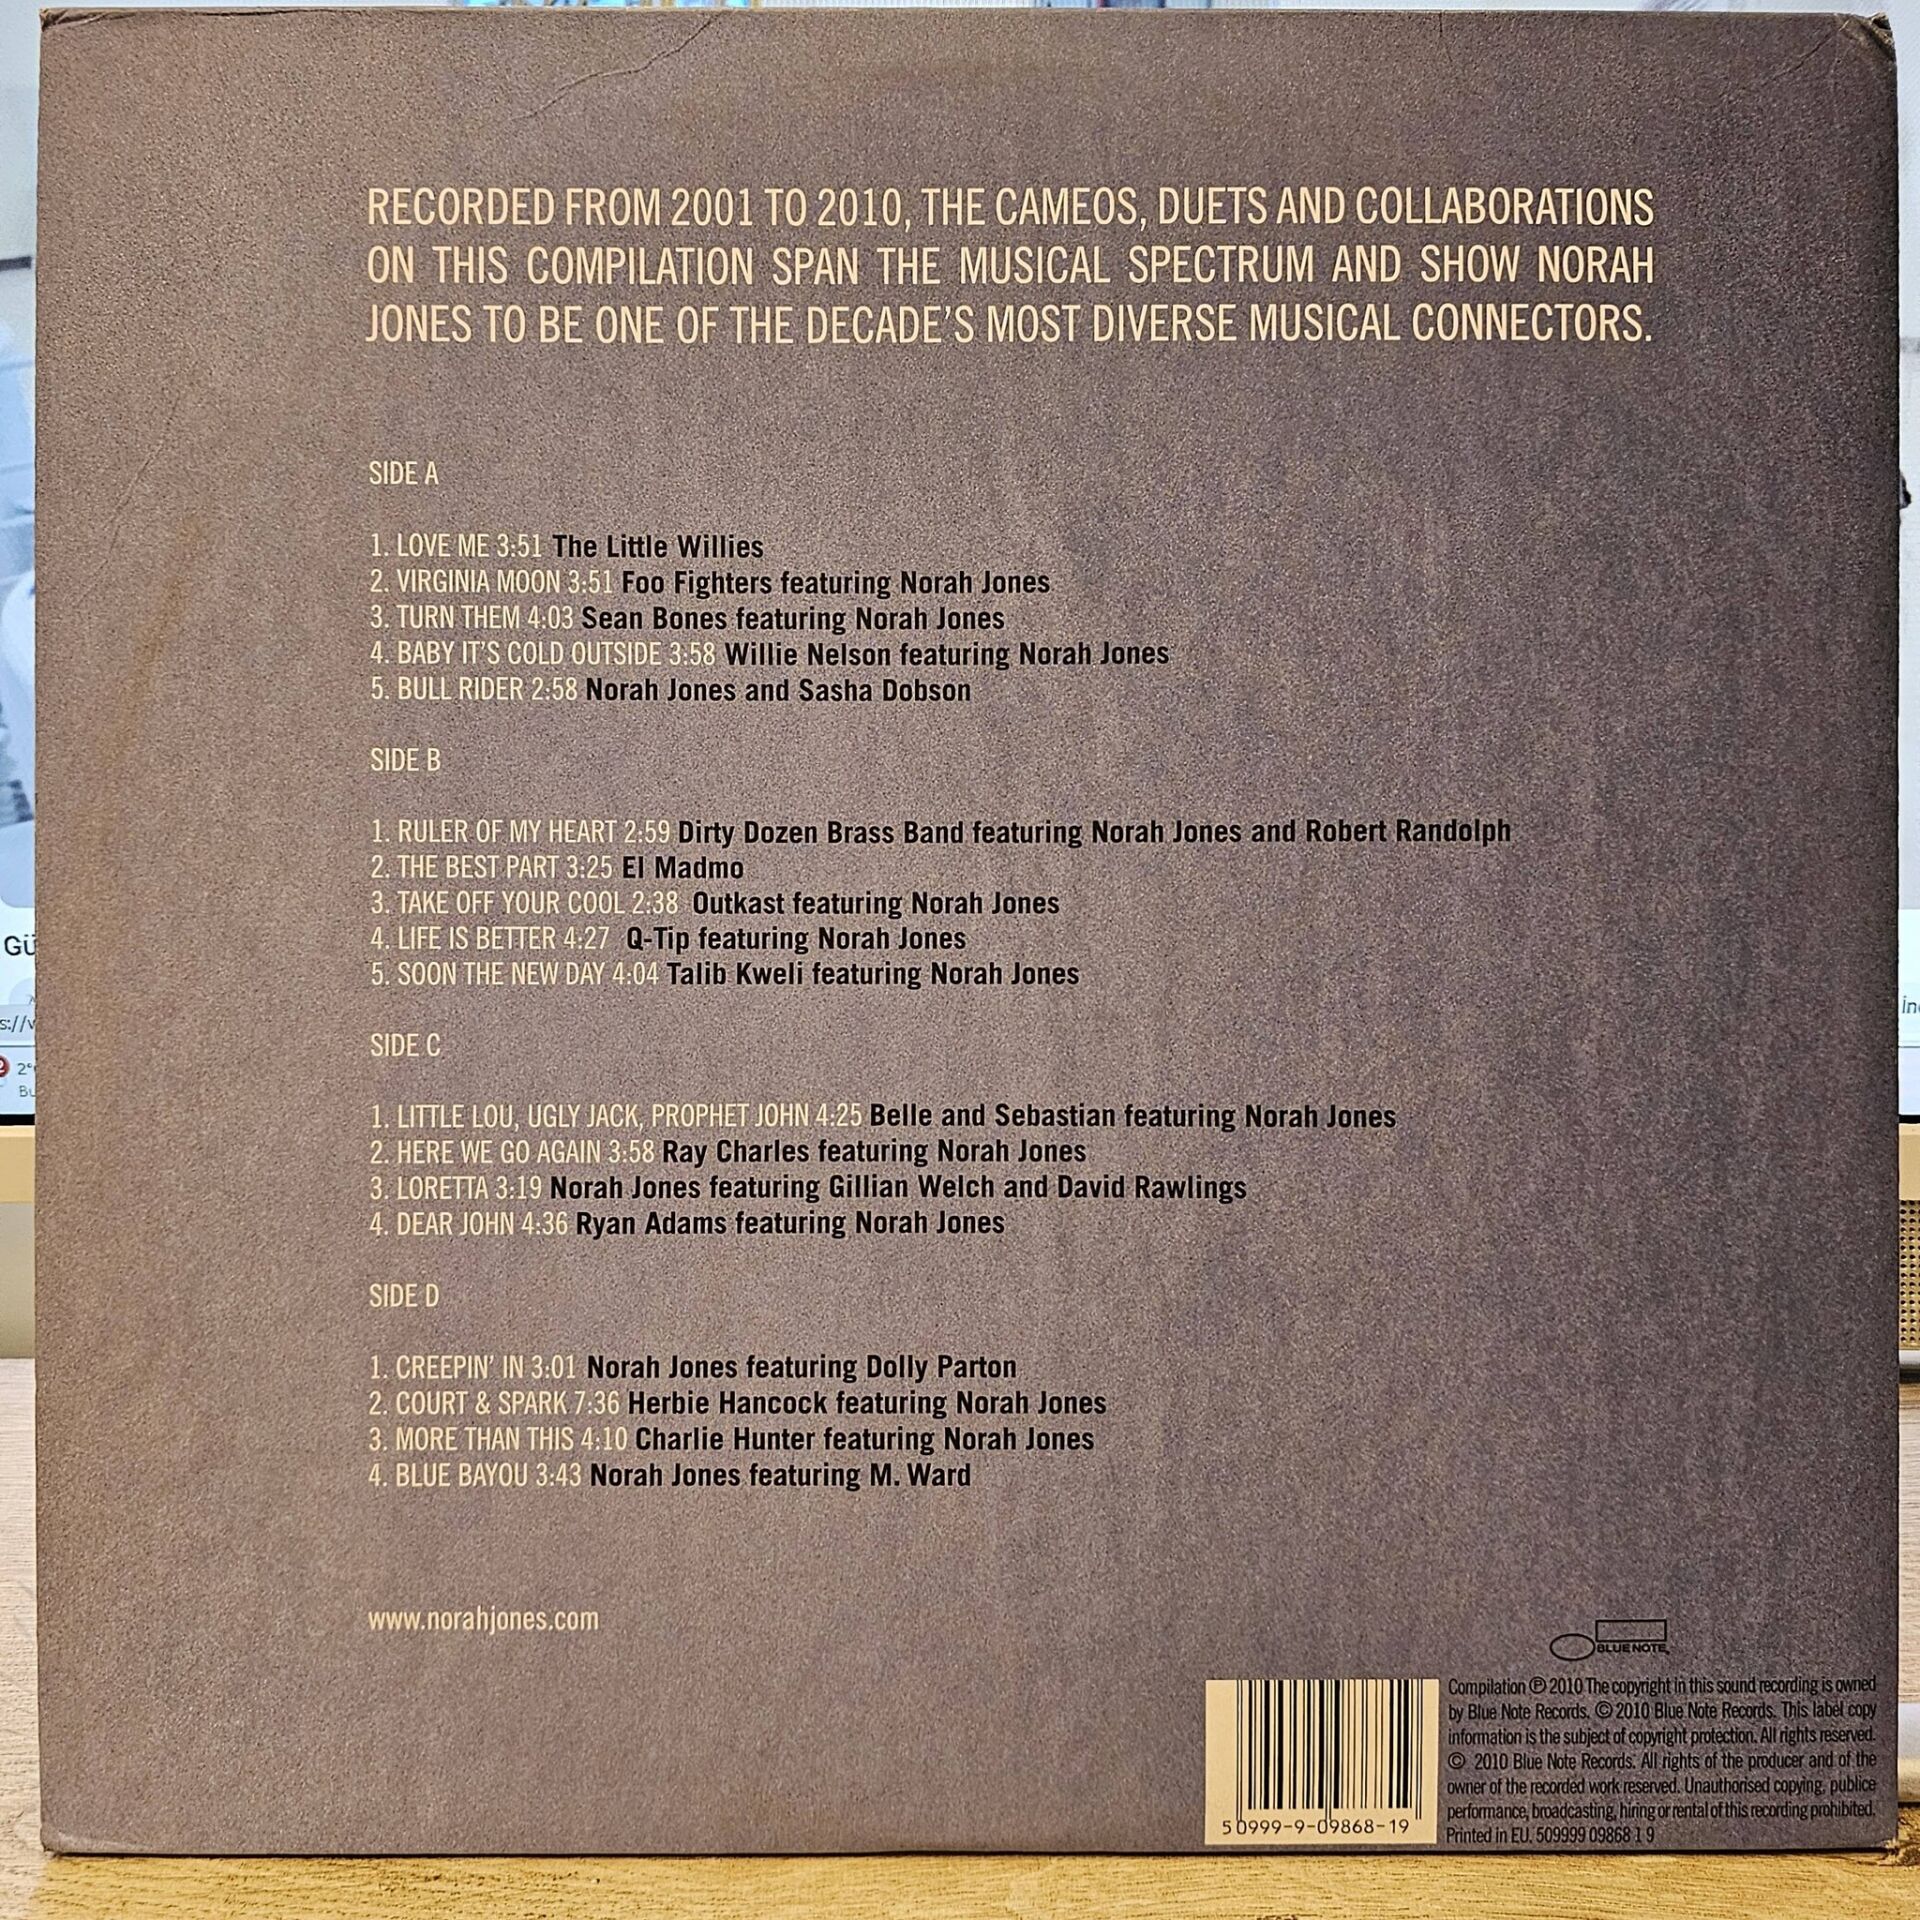 RECORDED FROM 2001 TO 2010, THE CAMEOS, DUETS AND COLLABORATIONS
ON THIS COMPILATION SPAN THE MUSICAL SPECTRUM AND SHOW NORAH
JONES TO BE ONE OF THE DECADE'S MOST DIVERSE MUSICAL CONNECTORS.
SIDE A
1. LOVE ME 3:51 The Little Willies
2. VIRGINIA MOON 3:51 Foo Fighters featuring Norah Jones
3. TURN THEM 4:03 Sean Bones featuring Norah Jones
4. BABY IT'S COLD OUTSIDE 3:58 Willie Nelson featuring Norah Jones
5. BULL RIDER 2:58 Norah Jones and Sasha Dobson
SIDE B
1. RULER OF MY HEART 2:59 Dirty Dozen Brass Band featuring Norah Jones and Robert Randolph
2. THE BEST PART 3:25 El Madmo
3. TAKE OFF YOUR COOL 2:38 Outkast featuring Norah Jones
4. LIFE IS BETTER 4:27 Q-Tip featuring Norah Jones
5. SOON THE NEW DAY 4:04 Talib Kweli featuring Norah Jones
SIDE C
1. LITTLE LOU, UGLY JACK, PROPHET JOHN 4:25 Belle and Sebastian featuring Norah Jones
2. HERE WE GO AGAIN 3:58 Ray Charles featuring Norah Jones
3. LORETTA 3:19 Norah Jones featuring Gillian Welch and David Rawlings
4. DEAR JOHN 4:36 Ryan Adams featuring Norah Jones
SIDE D
1. CREEPIN' IN 3:01 Norah Jones featuring Dolly Parton
2. COURT & SPARK 7:36 Herbie Hancock featuring Norah Jones
3. MORE THAN THIS 4:10 Charlie Hunter featuring Norah Jones
4. BLUE BAYOU 3:43 Norah Jones featuring M. Ward
www.norahjones.com
BLUE NOTE
Compilation ℗ 2010 The copyright in this sound recording is owned
by Blue Note Records. © 2010 Blue Note Records. This label copy
information is the subject of copyright protection. All rights reserved.
© 2010 Blue Note Records. All rights of the producer and of the
owner of the recorded work reserved. Unauthorised copying, publice
performance, broadcasting, hiring or rental of this recording prohibited.
Printed in EU. 509999 09868 1 9
5 0999-9-09868-19